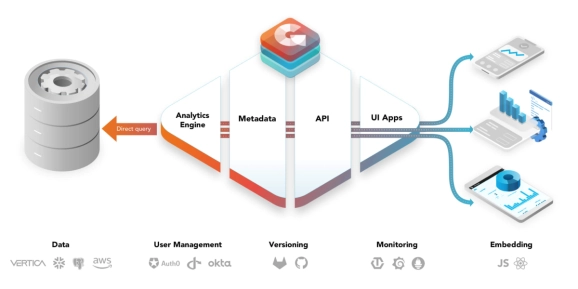 Analytics
Engine
Metadata
API
UI Apps
Direct query
Data
User Management
Versioning
Monitoring
Embedding
VERTICA
aws
Auth0
okta
JS